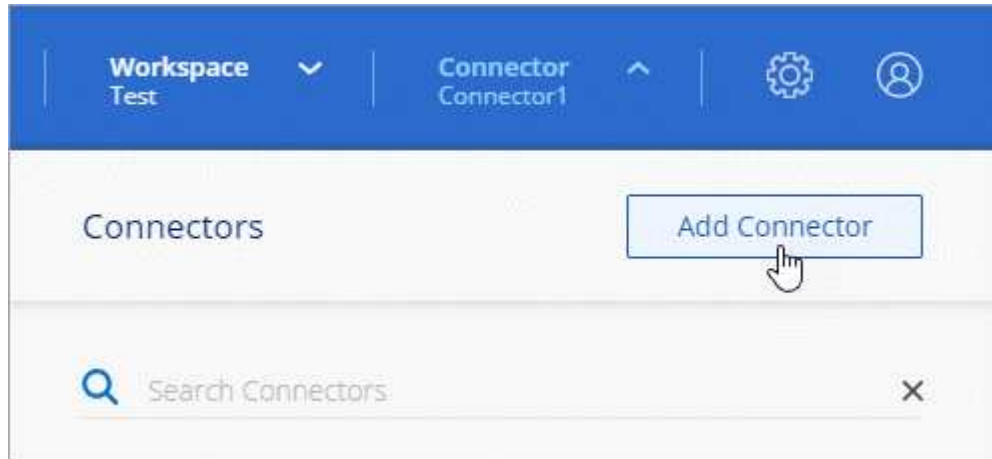 Workspace
Test
Connector
Connector1
Connectors
Add Connector
Search Connectors